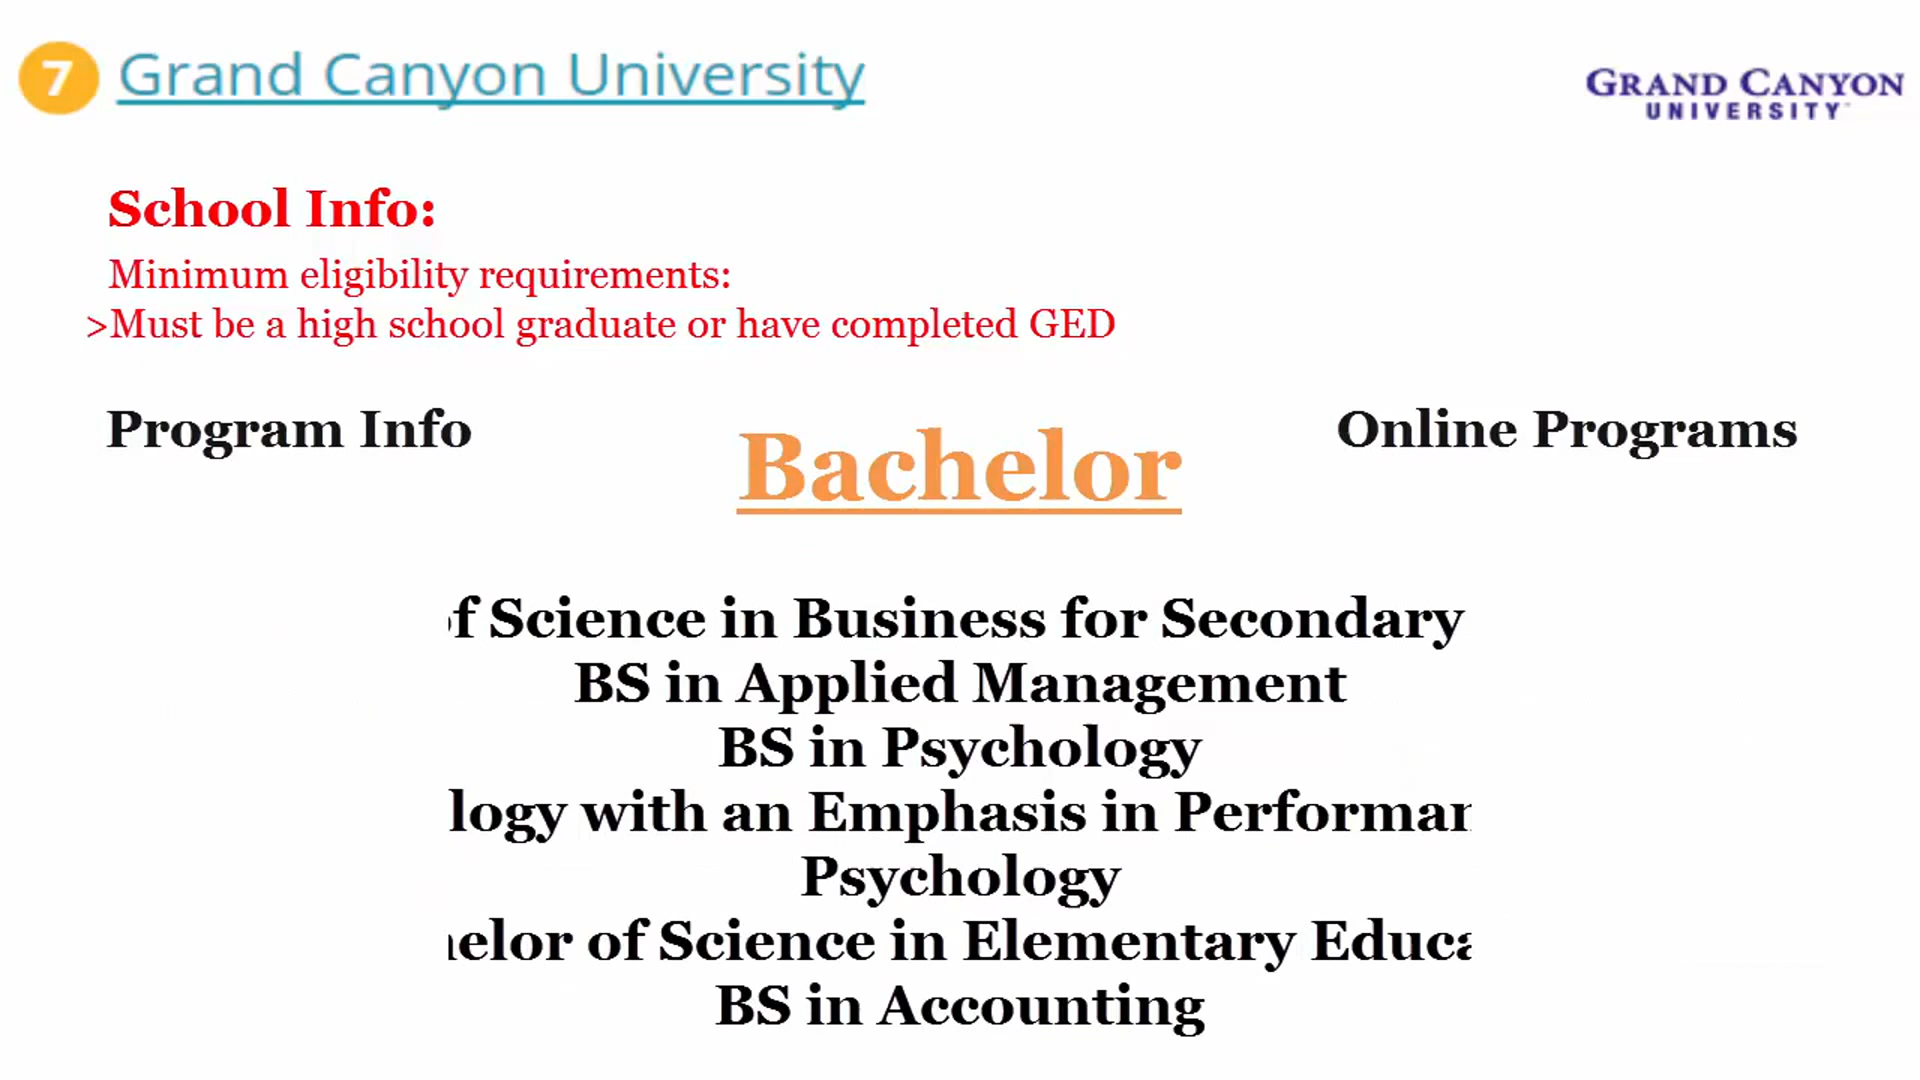 7 Grand Canyon University
GRAND CANYON
UNIVERSITY
School Info:
Minimum eligibility requirements:
>Must be a high school graduate or have completed GED
Program Info
Bachelor
Online Programs
of Science in Business for Secondary
BS in Applied Management
BS in Psychology
logy with an Emphasis in Performan
Psychology
helor of Science in Elementary Educa
BS in Accounting